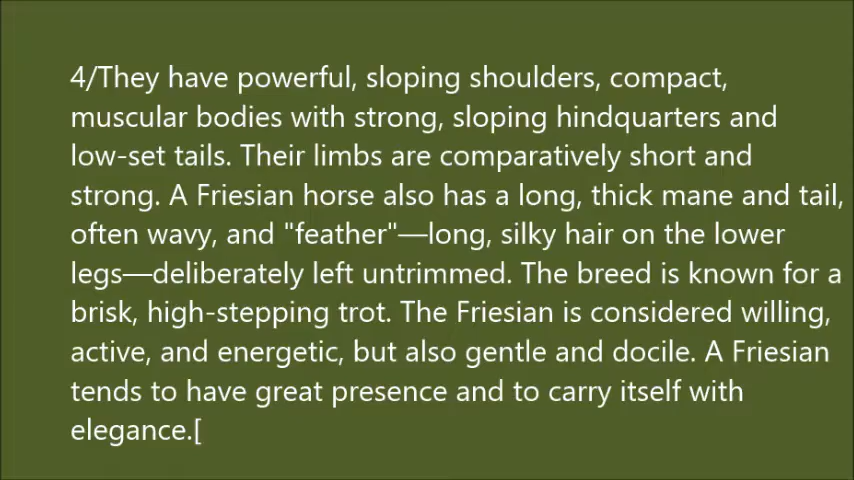 4/They have powerful, sloping shoulders, compact,
muscular bodies with strong, sloping hindquarters and
low-set tails. Their limbs are comparatively short and
strong. A Friesian horse also has a long, thick mane and tail,
often wavy, and "feather"—long, silky hair on the lower
legs—deliberately left untrimmed. The breed is known for a
brisk, high-stepping trot. The Friesian is considered willing,
active, and energetic, but also gentle and docile. A Friesian
tends to have great presence and to carry itself with
elegance.[